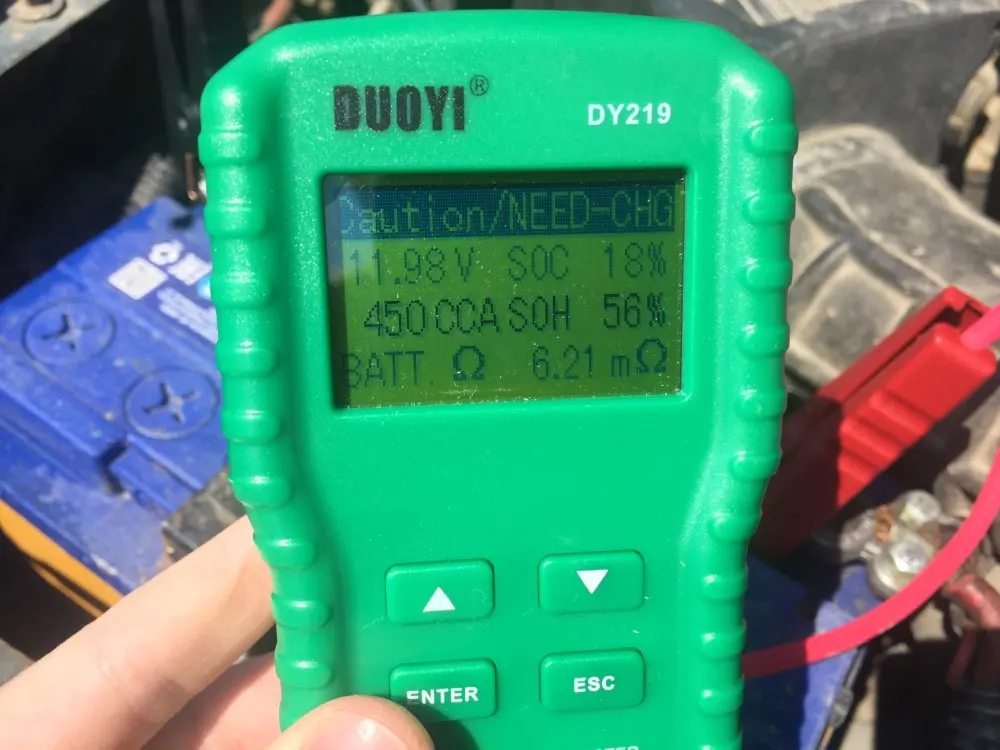 DUOYI®
DY219
Caution/NEED-CHG
11.98V SOC 18%
450CCA SOH 56%
BATT Ω 6.21 mΩ
ENTER
ESC